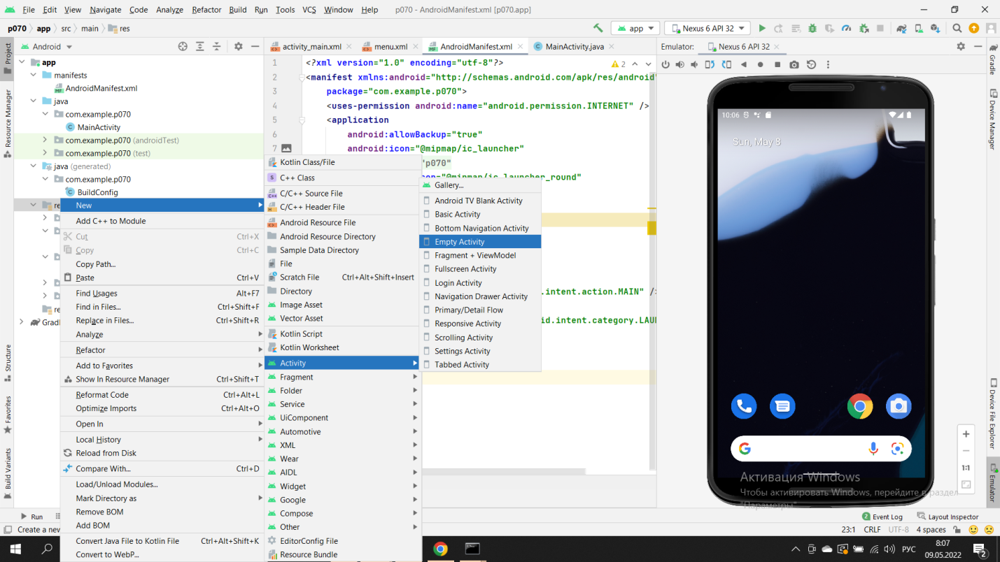 File Edit View Navigate Code Analyze Refactor Build Run Tools VCS Window Help p070 - AndroidManifest.xml [p070.app]
p070 app src main res
app
Nexus 6 API 32
Project
Resource Manager
Structure
Favorites
Build Variants
Android
app
manifests
AndroidManifest.xml
java
com.example.p070
MainActivity
com.example.p070 (androidTest)
com.example.p070 (test)
java (generated)
com.example.p070
BuildConfig
re
re
Gradl
activity_main.xml
menu.xml
AndroidManifest.xml
MainActivity.java
2
1 <?xml version="1.0" encoding="utf-8"?>
2 <manifest xmlns:android="http://schemas.android.com/apk/res/android"
3 package="com.example.p070">
4 <uses-permission android:name="android.permission.INTERNET" />
5 <application
6 android:allowBackup="true"
7 android:icon="@mipmap/ic_launcher"
"p070"
con="@mipmap/ic_launcher_round"
.intent.action.MAIN" />
id.intent.category.LAU
New
Add C++ to Module
Cut Ctrl+X
Copy Ctrl+C
Copy Path...
Paste Ctrl+V
Find Usages Alt+F7
Find in Files... Ctrl+Shift+F
Replace in Files... Ctrl+Shift+R
Analyze
Refactor
Add to Favorites
Show In Resource Manager Ctrl+Shift+T
Reformat Code Ctrl+Alt+L
Optimize Imports Ctrl+Alt+O
Open In
Local History
Reload from Disk
Compare With... Ctrl+D
Load/Unload Modules...
Mark Directory as
Remove BOM
Add BOM
Convert Java File to Kotlin File Ctrl+Alt+Shift+K
Convert to WebP...
Kotlin Class/File
C++ Class
C/C++ Source File
C/C++ Header File
Android Resource File
Android Resource Directory
Sample Data Directory
File
Scratch File Ctrl+Alt+Shift+Insert
Directory
Image Asset
Vector Asset
Kotlin Script
Kotlin Worksheet
Activity
Fragment
Folder
Service
UiComponent
Automotive
XML
Wear
AIDL
Widget
Google
Compose
Other
EditorConfig File
Resource Bundle
Gallery...
Android TV Blank Activity
Basic Activity
Bottom Navigation Activity
Empty Activity
Fragment + ViewModel
Fullscreen Activity
Login Activity
Navigation Drawer Activity
Primary/Detail Flow
Responsive Activity
Scrolling Activity
Settings Activity
Tabbed Activity
Emulator:
Nexus 6 API 32
10:06
Sun, May 8
1:1
Активация Windows
Чтобы активировать Windows, перейдите в раздел
"Параметры".
Gradle
Device Manager
Device File Explorer
Emulator
Run
2 Event Log
Layout Inspector
Create a new
23:1 CRLF UTF-8 4 spaces
РУС
8:07
09.05.2022
2